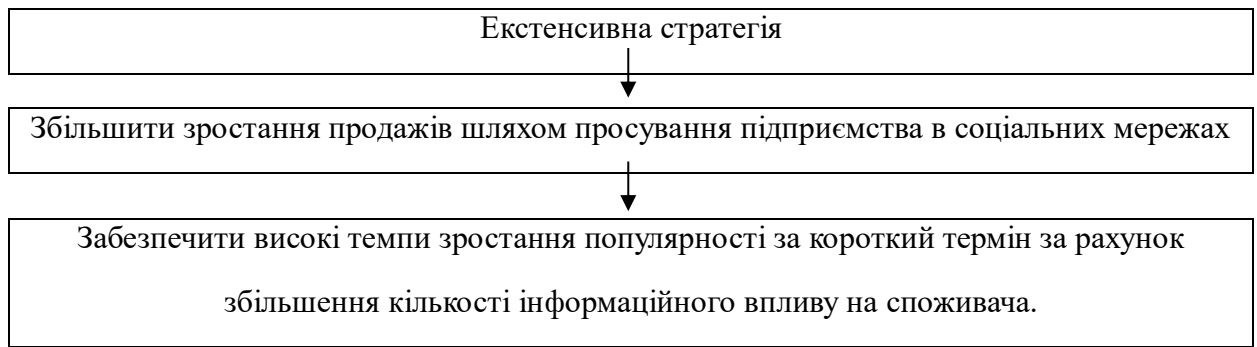 Екстенсивна стратегія
Збільшити зростання продажів шляхом просування підприємства в соціальних мережах
Забезпечити високі темпи зростання популярності за короткий термін за рахунок
збільшення кількості інформаційного впливу на споживача.